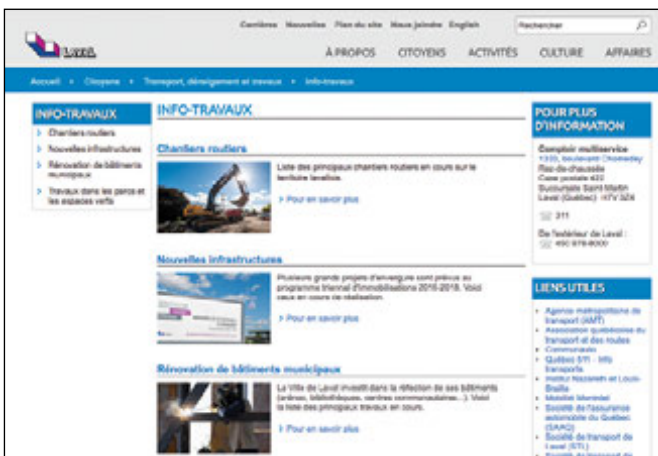 Carrières Nouvelles Plan du site Nous joindre English
Rechercher
Laval
À PROPOS CITOYENS ACTIVITÉS CULTURE AFFAIRES
Accueil • Citoyens • Transport, déneigement et travaux • Info-travaux
INFO-TRAVAUX
Chantiers routiers
Nouvelles infrastructures
Rénovation de bâtiments
municipaux
Travaux dans les parcs et
les espaces verts
INFO-TRAVAUX
Chantiers routiers
Liste des principaux chantiers routiers en cours sur le
territoire lavallois.
Pour en savoir plus
Nouvelles infrastructures
Plusieurs grands projets d'envergure sont prévus au
programme triennal d'immobilisations 2016-2018. Voici
ceux en cours de réalisation.
Pour en savoir plus
Rénovation de bâtiments municipaux
La Ville de Laval investit dans la réfection de ses bâtiments
(arénas, bibliothèques, centres communautaires...). Voici
la liste des principaux travaux en cours.
Pour en savoir plus
POUR PLUS
D'INFORMATION
Comptoir multiservice
1333, boulevard Chomedey
Rez-de-chaussée
Case postale 422
Succursale Saint-Martin
Laval (Québec) H7V 3Z4
311
De l'extérieur de Laval :
450 978-8000
LIENS UTILES
Agence métropolitaine de
transport (AMT)
Association québécoise du
transport et des routes
Communauto
Québec 511 - Info
transports
Institut Nazareth et Louis-
Braille
Mobilité Montréal
Société de l'assurance
automobile du Québec
(SAAQ)
Société de transport de
Laval (STL)
Société de transport de